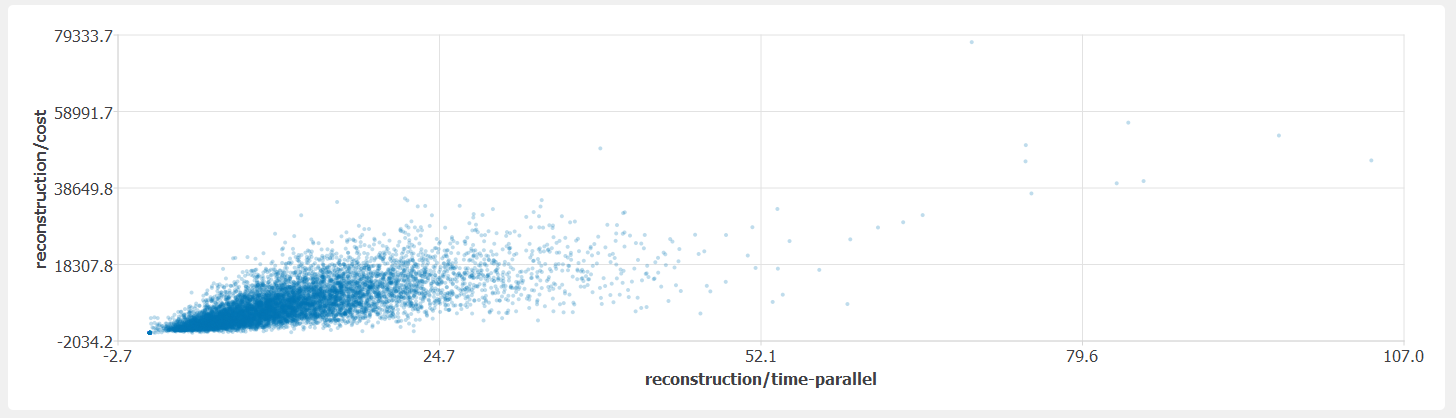 79333.7
58991.7
38649.8
18307.8
-2034.2
reconstruction/cost
-2.7 24.7 52.1 79.6 107.0
reconstruction/time-parallel